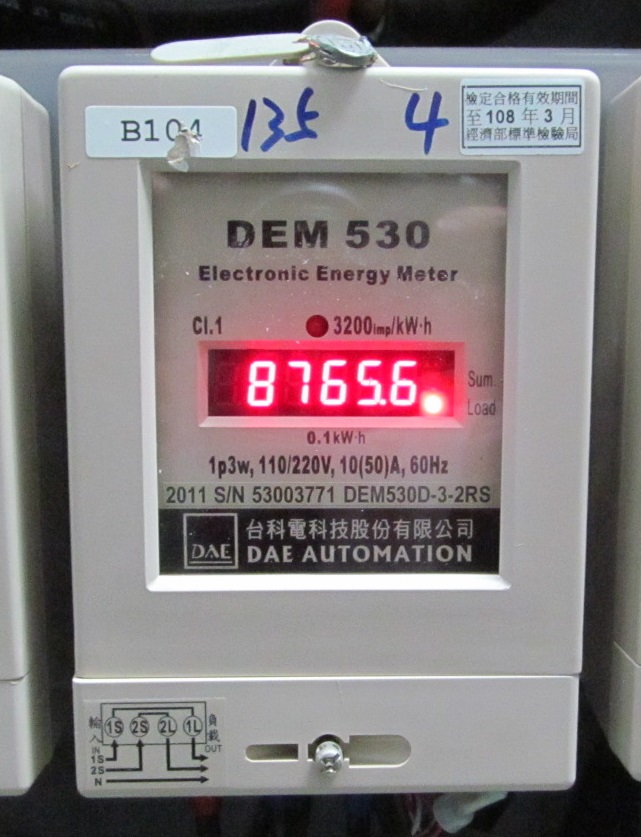 B104
135
4
檢定合格有效期間
至108年3月
經濟部標準檢驗局
DEM 530
Electronic Energy Meter
Cl.1
3200imp/kW·h
8765.6
Sum
Load
0.1kW·h
1p3w, 110/220V, 10(50)A, 60Hz
2011 S/N 53003771 DEM530D-3-2RS
DAE
台科電科技股份有限公司
DAE AUTOMATION
輸入
IN
1S 2S 2L 1L
負載
OUT
1S
2S
N